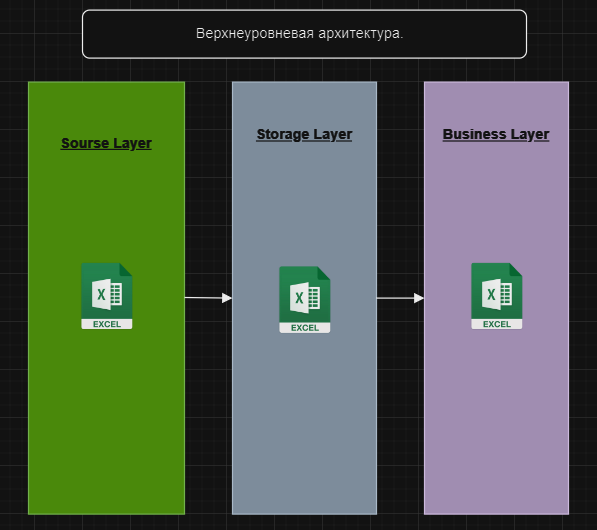 Верхнеуровневая архитектура.
Sourse Layer
Storage Layer
Business Layer
X
EXCEL
X
EXCEL
X
EXCEL